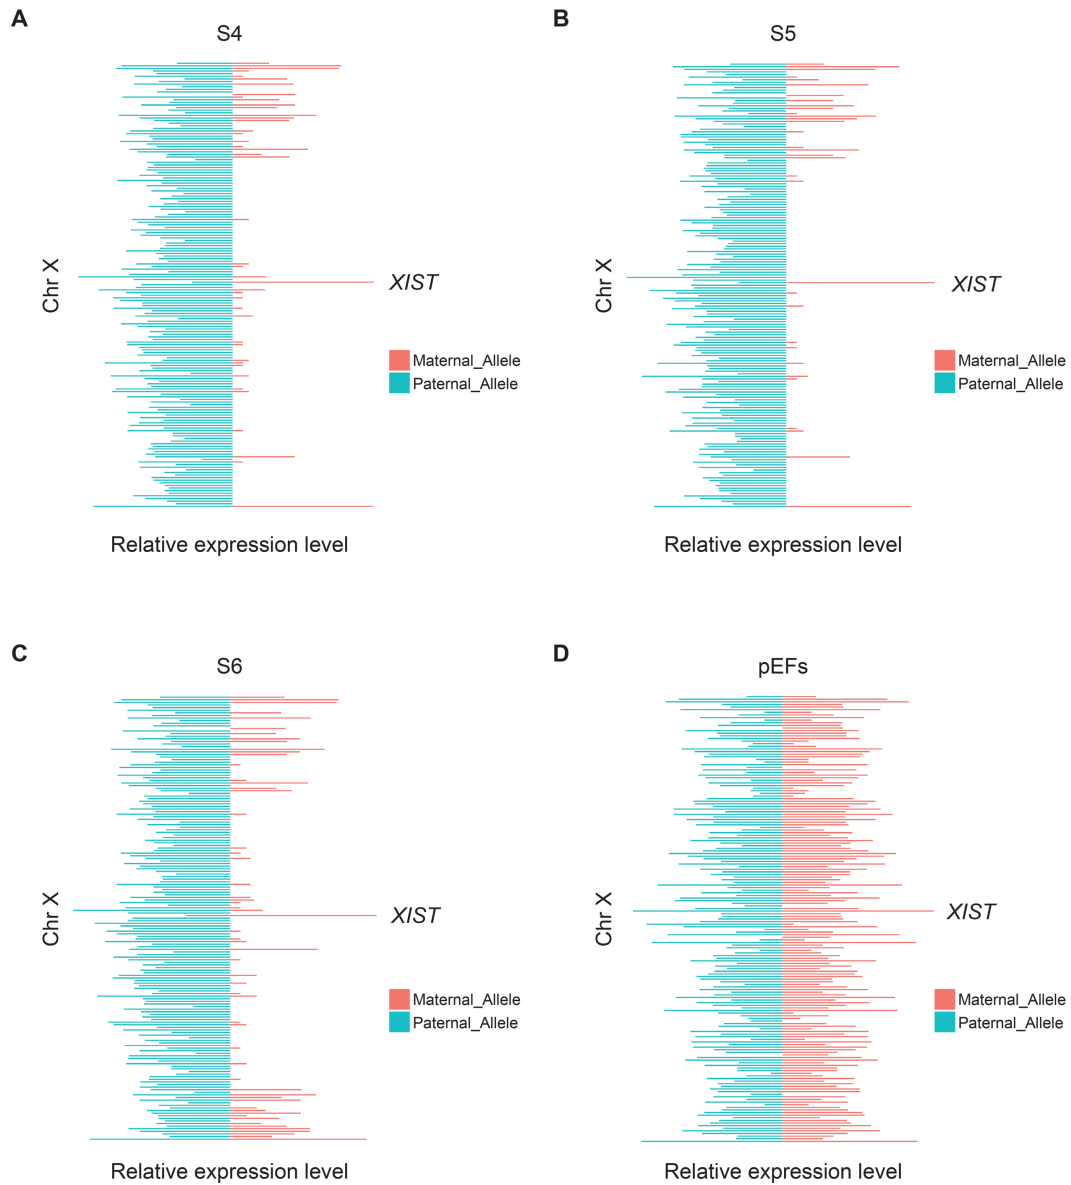 A
S4
Chr X
XIST
Maternal_Allele
Paternal_Allele
Relative expression level
B
S5
Chr X
XIST
Maternal_Allele
Paternal_Allele
Relative expression level
C
S6
Chr X
XIST
Maternal_Allele
Paternal_Allele
Relative expression level
D
pEFs
Chr X
XIST
Maternal_Allele
Paternal_Allele
Relative expression level